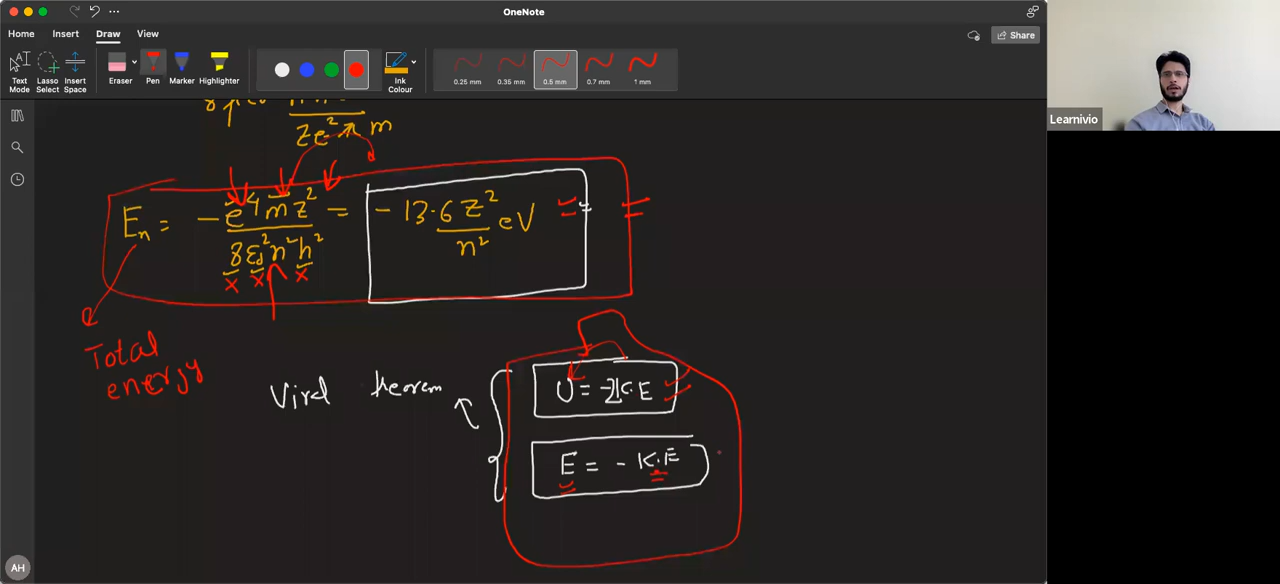 OneNote
Home Insert Draw View
Share
Text Mode
Lasso Select
Insert Space
Eraser
Pen
Marker
Highlighter
Ink Colour
0.25 mm
0.35 mm
0.5 mm
0.7 mm
1 mm
Learnivio
Ze² π m
Eₙ = - e⁴mz² / 8ε₀²n²h² = - 13.6 Z² / n² eV
Total
energy
Viral theorem
U = -2K.E
E = - K.E
x x x
AH